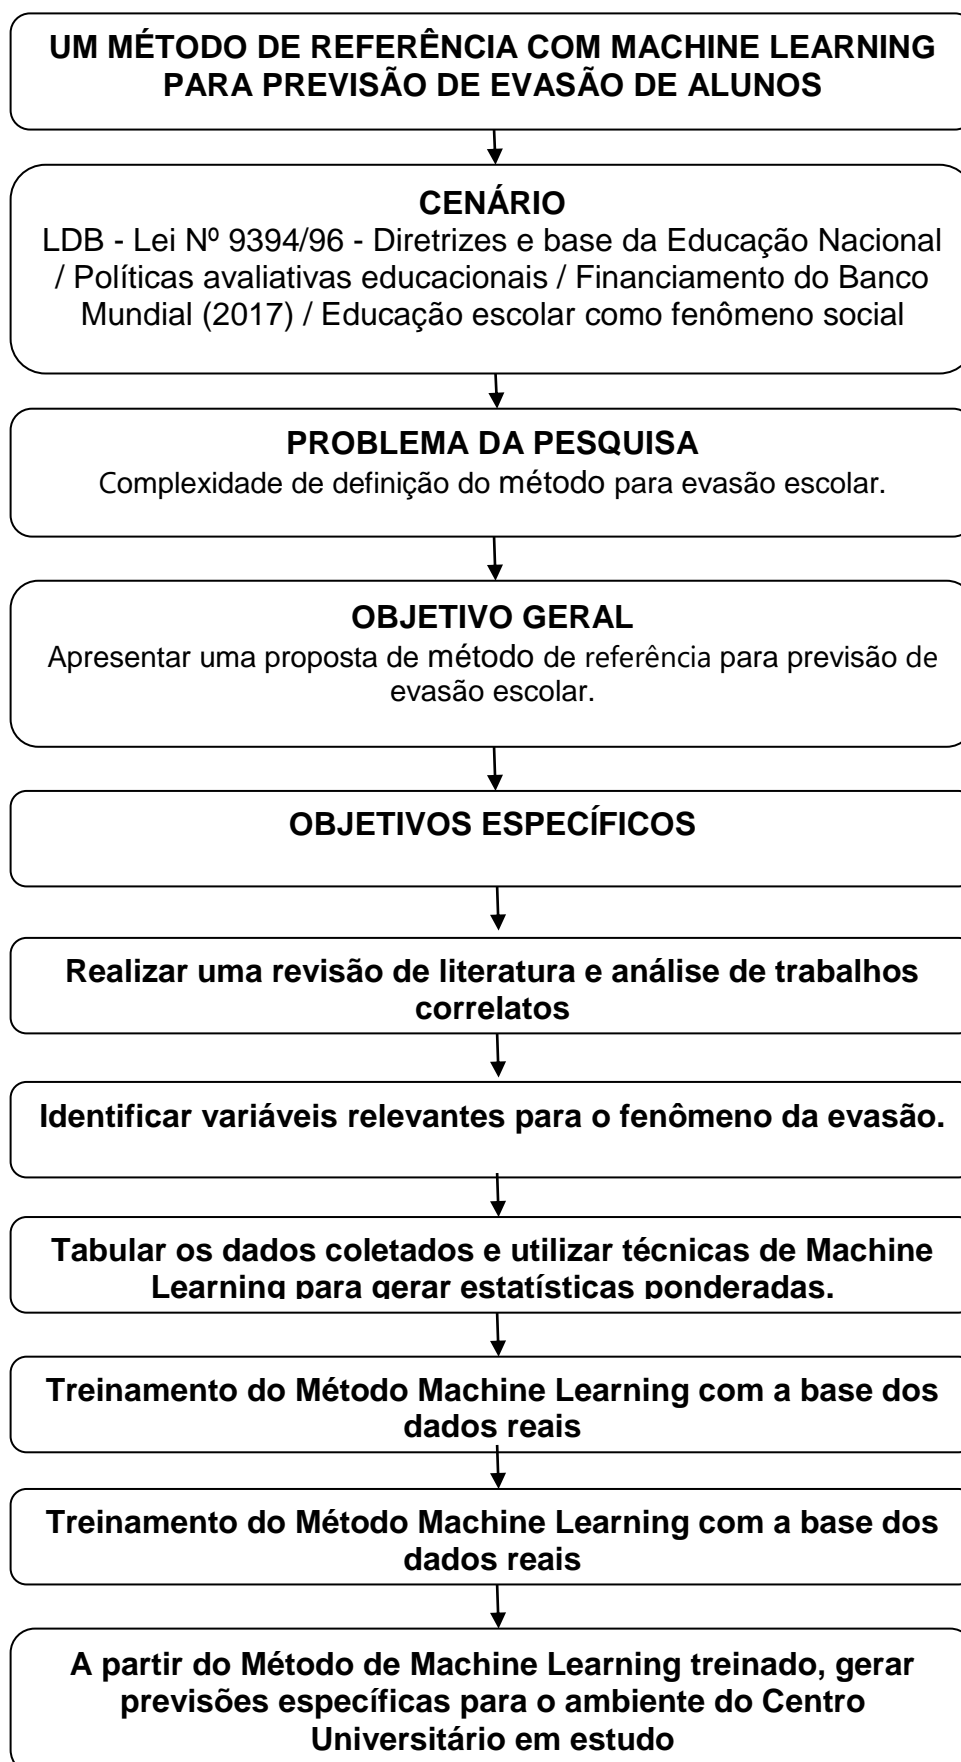 UM MÉTODO DE REFERÊNCIA COM MACHINE LEARNING
PARA PREVISÃO DE EVASÃO DE ALUNOS
CENÁRIO
LDB - Lei Nº 9394/96 - Diretrizes e base da Educação Nacional
/ Políticas avaliativas educacionais / Financiamento do Banco
Mundial (2017) / Educação escolar como fenômeno social
PROBLEMA DA PESQUISA
Complexidade de definição do método para evasão escolar.
OBJETIVO GERAL
Apresentar uma proposta de método de referência para previsão de
evasão escolar.
OBJETIVOS ESPECÍFICOS
Realizar uma revisão de literatura e análise de trabalhos
correlatos
Identificar variáveis relevantes para o fenômeno da evasão.
Tabular os dados coletados e utilizar técnicas de Machine
Learning para gerar estatísticas ponderadas.
Treinamento do Método Machine Learning com a base dos
dados reais
Treinamento do Método Machine Learning com a base dos
dados reais
A partir do Método de Machine Learning treinado, gerar
previsões específicas para o ambiente do Centro
Universitário em estudo